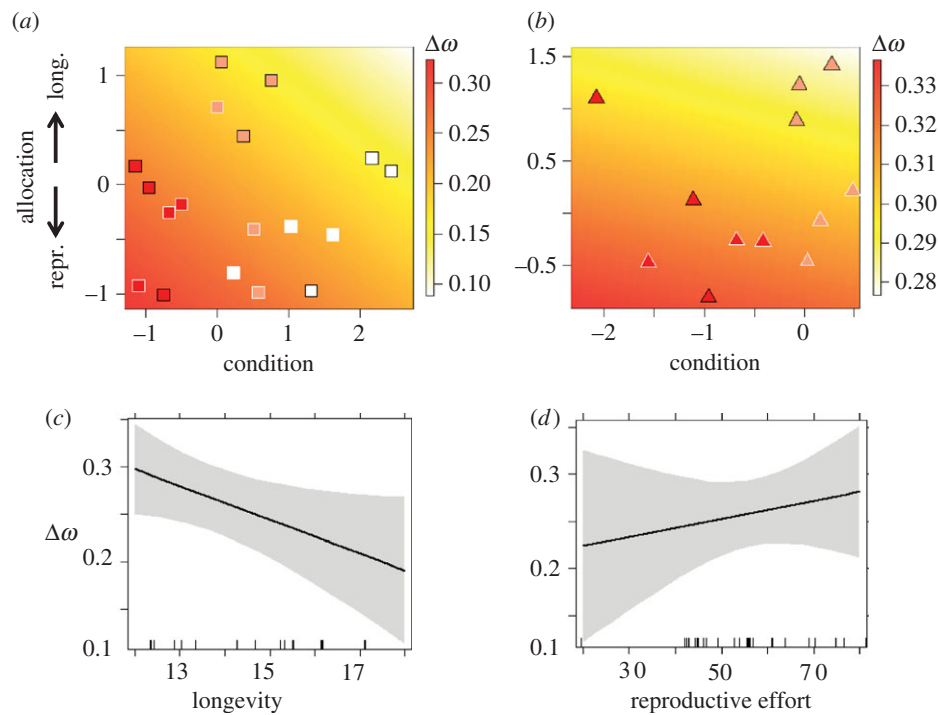 (a)
Δω
1
0
−1
−1
0
1
2
condition
0.30
0.25
0.20
0.15
0.10
repr.
allocation
long.
(b)
Δω
1.5
0.5
−0.5
−2
−1
0
condition
0.33
0.32
0.31
0.30
0.29
0.28
(c)
Δω
0.3
0.2
0.1
13
15
17
longevity
(d)
0.3
0.2
0.1
30
50
70
reproductive effort